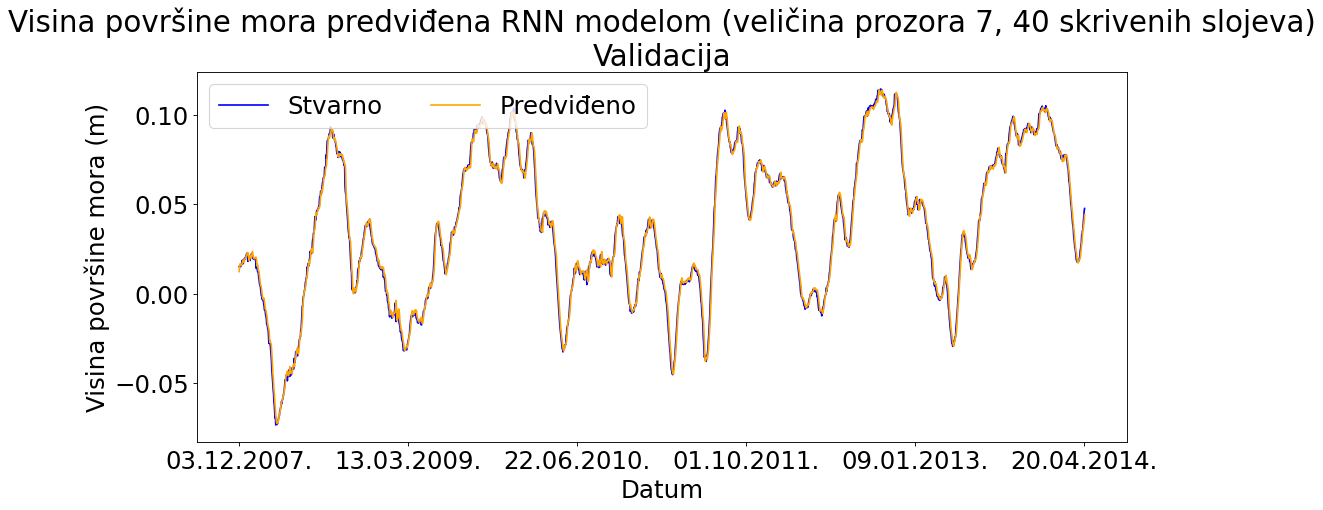 Visina površine mora predviđena RNN modelom (veličina prozora 7, 40 skrivenih slojeva)
Validacija
Stvarno Predviđeno
Visina površine mora (m)
0.10
0.05
0.00
−0.05
03.12.2007. 13.03.2009. 22.06.2010. 01.10.2011. 09.01.2013. 20.04.2014.
Datum